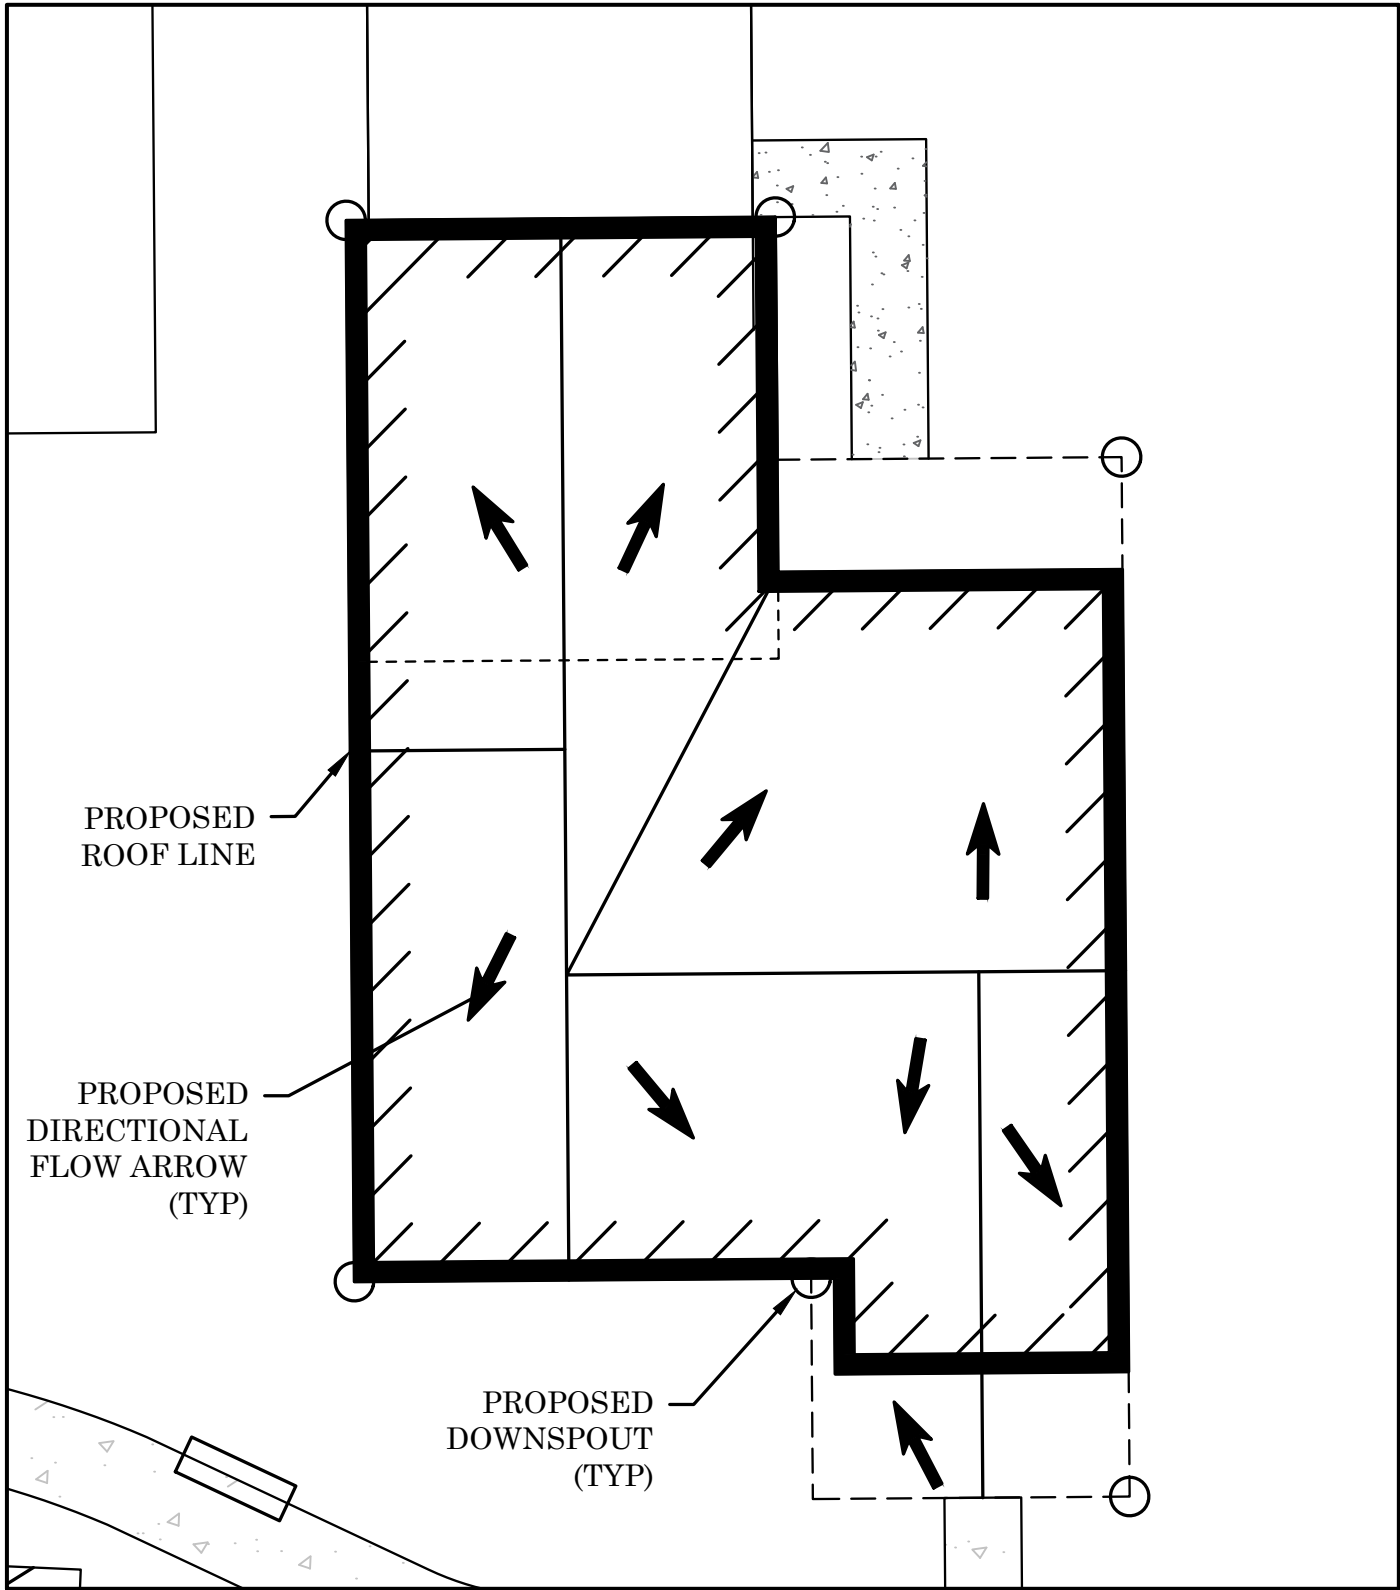 PROPOSED
ROOF LINE
PROPOSED
DIRECTIONAL
FLOW ARROW
(TYP)
PROPOSED
DOWNSPOUT
(TYP)